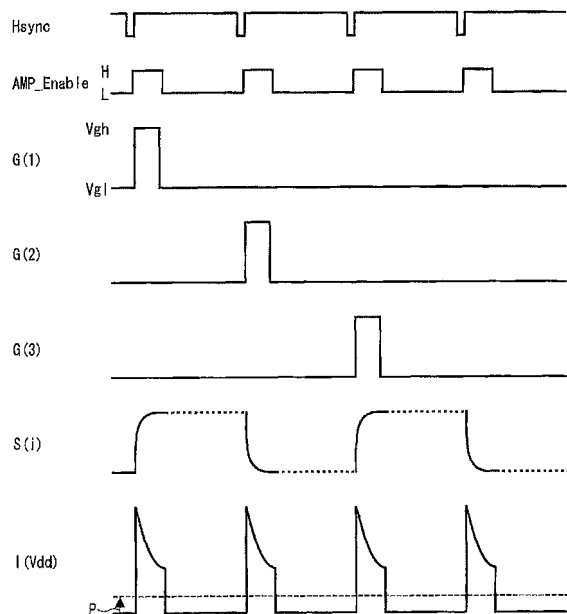 Hsync
AMP_Enable H
L
Vgh
G(1)
Vgl
G(2)
G(3)
S(i)
I(Vdd)
P